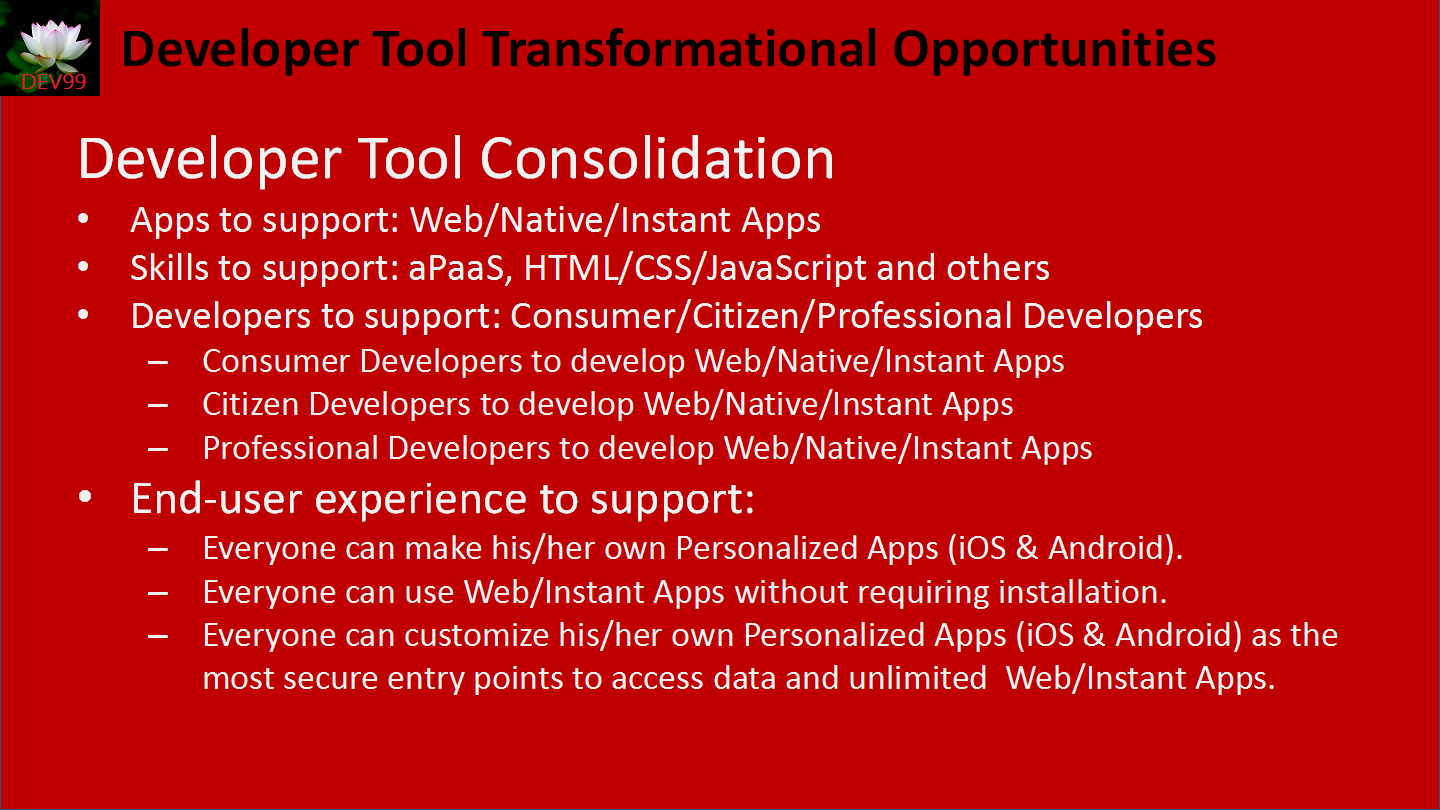 DEV99
Developer Tool Transformational Opportunities
Developer Tool Consolidation
• Apps to support: Web/Native/Instant Apps
• Skills to support: aPaaS, HTML/CSS/JavaScript and others
• Developers to support: Consumer/Citizen/Professional Developers
– Consumer Developers to develop Web/Native/Instant Apps
– Citizen Developers to develop Web/Native/Instant Apps
– Professional Developers to develop Web/Native/Instant Apps
• End-user experience to support:
– Everyone can make his/her own Personalized Apps (iOS & Android).
– Everyone can use Web/Instant Apps without requiring installation.
– Everyone can customize his/her own Personalized Apps (iOS & Android) as the
most secure entry points to access data and unlimited  Web/Instant Apps.